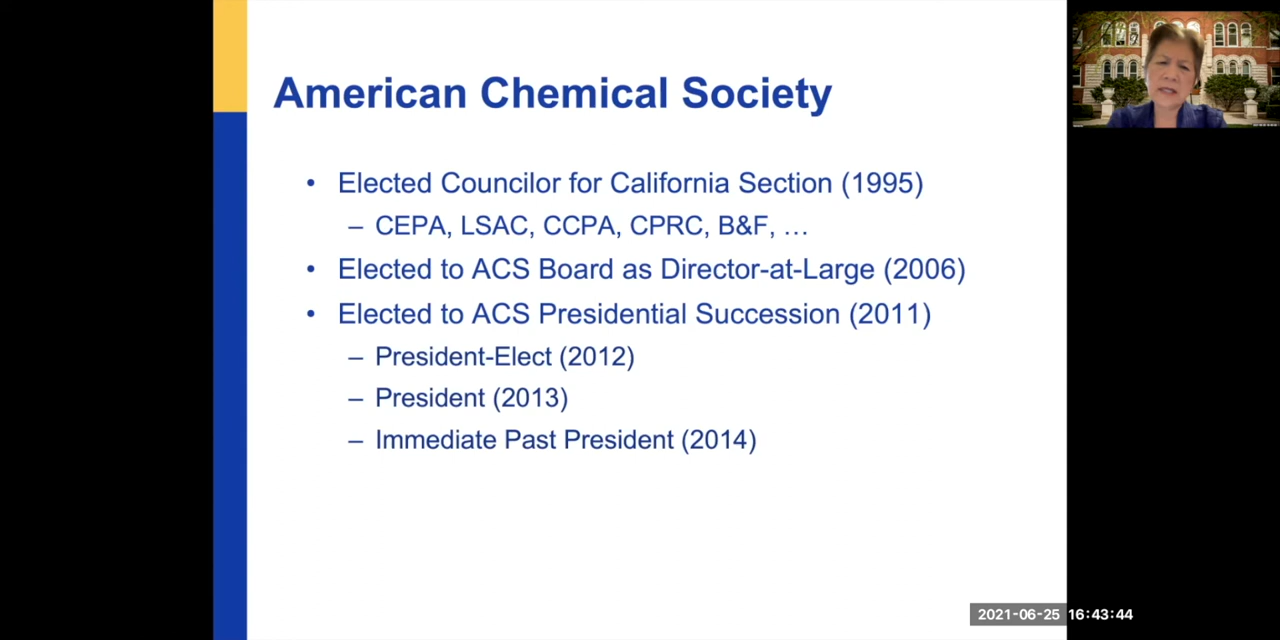 American Chemical Society
• Elected Councilor for California Section (1995)
– CEPA, LSAC, CCPA, CPRC, B&F, …
• Elected to ACS Board as Director-at-Large (2006)
• Elected to ACS Presidential Succession (2011)
– President-Elect (2012)
– President (2013)
– Immediate Past President (2014)
2021-06-25 16:43:44